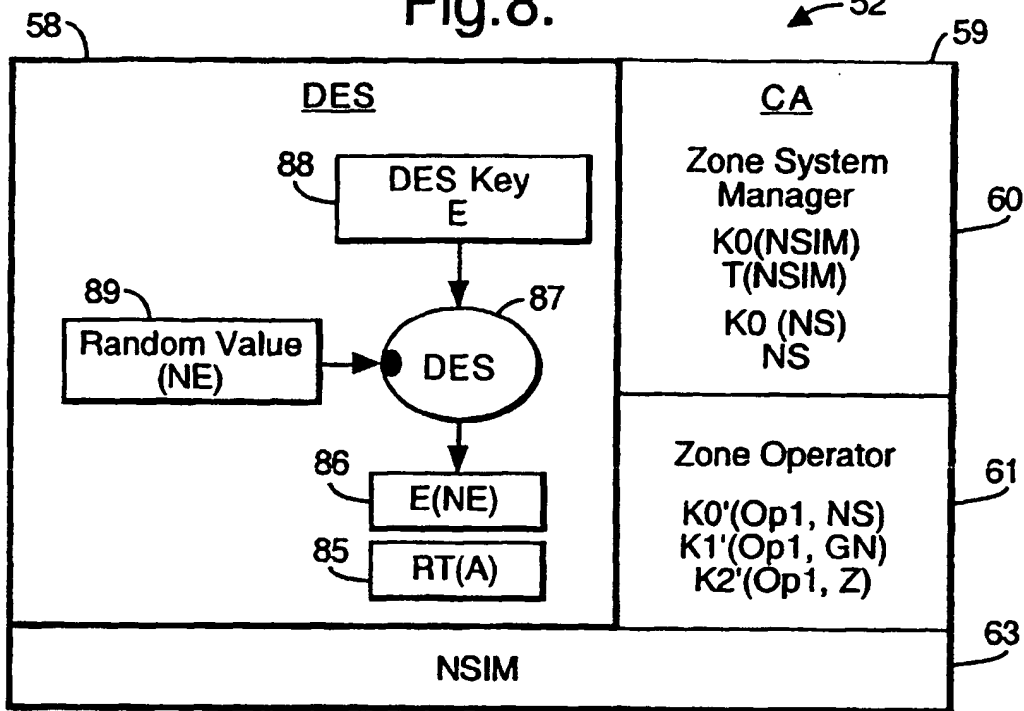 Fig.8.
52
58
59
DES
88
DES Key
E
89
Random Value
(NE)
87
DES
86
E(NE)
85
RT(A)
CA
Zone System
Manager
K0(NSIM)
T(NSIM)
K0 (NS)
NS
60
Zone Operator
K0'(Op1, NS)
K1'(Op1, GN)
K2'(Op1, Z)
61
NSIM
63